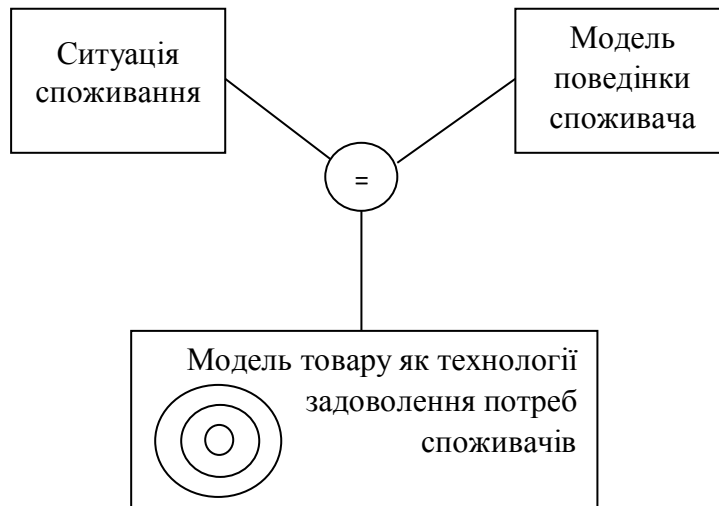 Ситуація
споживання
Модель
поведінки
споживача
=
Модель товару як технології
задоволення потреб
споживачів